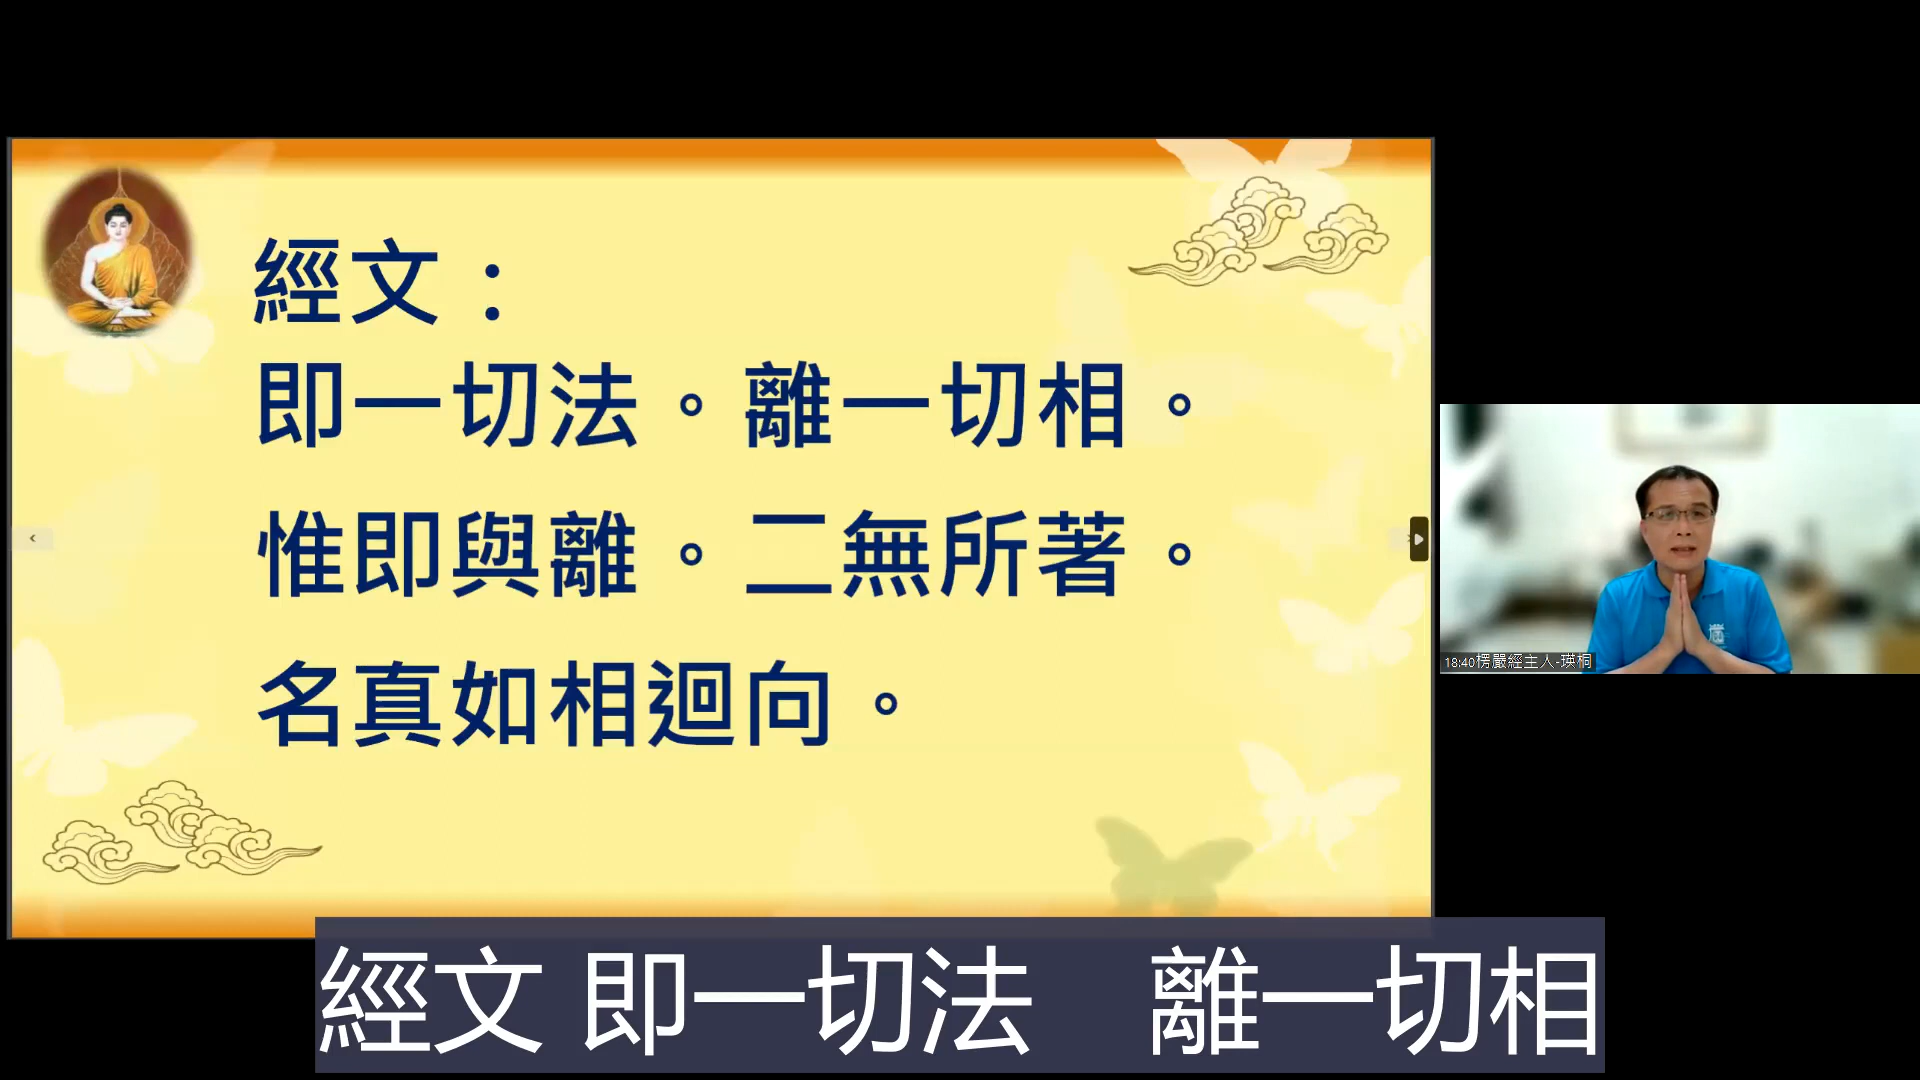 經文：
即一切法。離一切相。
惟即與離。二無所著。
名真如相迴向。
18:40楞嚴經主人-瑛桐
經文 即一切法　離一切相